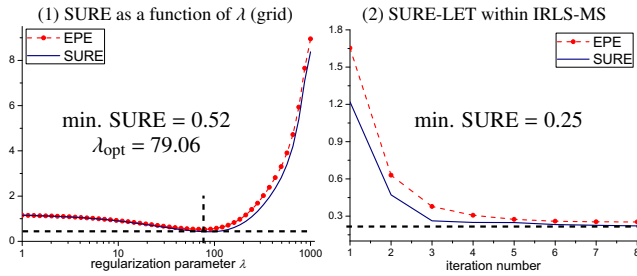 (1) SURE as a function of λ (grid)
EPE
SURE
min. SURE = 0.52
λopt = 79.06
8
6
4
2
0
1
10
100
1000
regularization parameter λ
(2) SURE-LET within IRLS-MS
EPE
SURE
min. SURE = 0.25
1.8
1.5
1.2
0.9
0.6
0.3
1
2
3
4
5
6
7
8
iteration number